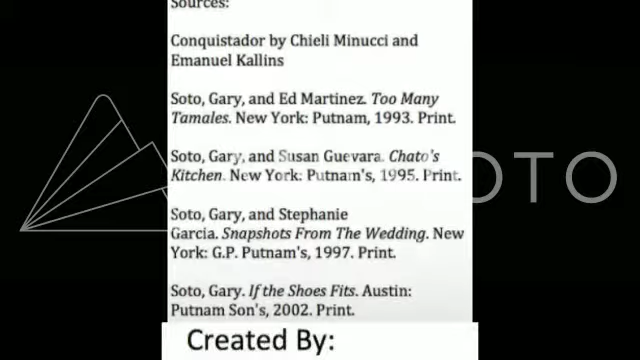 Sources:
Conquistador by Chieli Minucci and
Emanuel Kallins
Soto, Gary, and Ed Martinez. Too Many
Tamales. New York: Putnam, 1993. Print.
Soto, Gary, and Susan Guevara. Chato's
Kitchen. New York: Putnam's, 1995. Print.
OTO
Soto, Gary, and Stephanie
Garcia. Snapshots From The Wedding. New
York: G.P. Putnam's, 1997. Print.
Soto, Gary. If the Shoes Fits. Austin:
Putnam Son's, 2002. Print.
Created By: